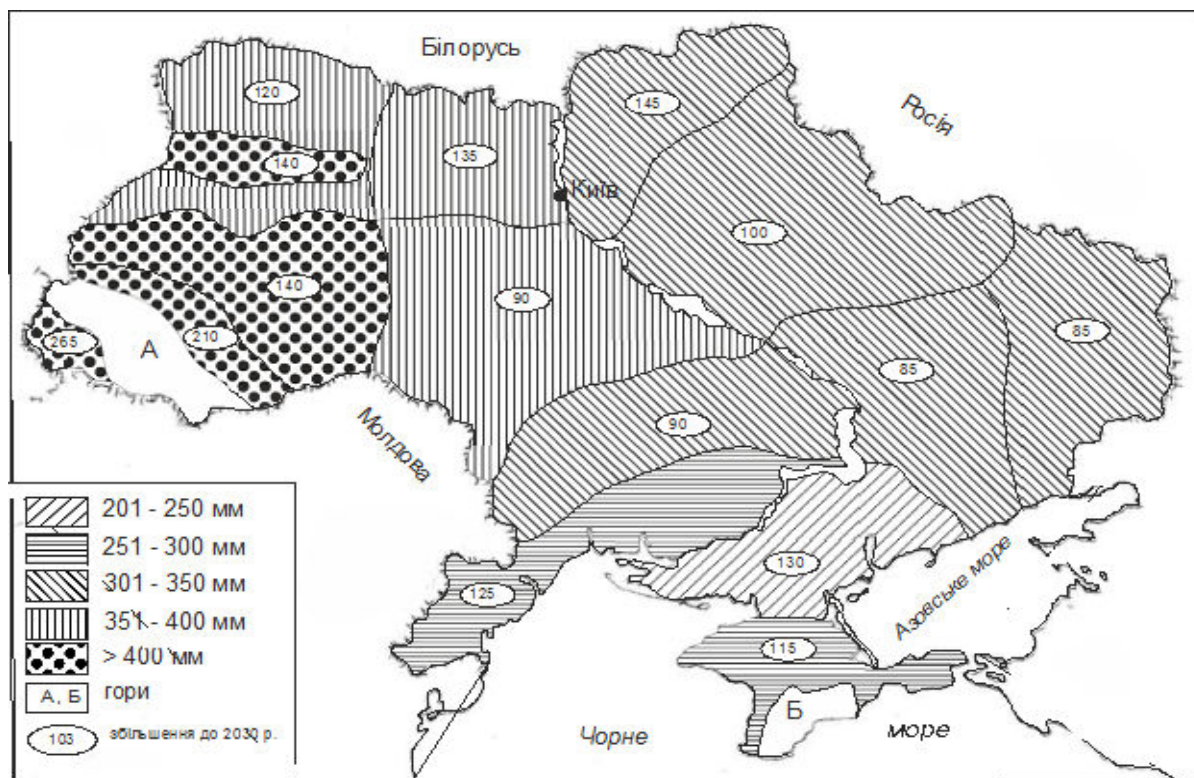 Білорусь
Росія
120
145
140
135
Київ
100
140
90
85
265
А
210
85
90
Молдова
130
125
Азовське море
115
Б
Чорне
море
201 - 250 мм
251 - 300 мм
301 - 350 мм
351 - 400 мм
> 400 мм
А, Б гори
103 збільшення до 2030 р.